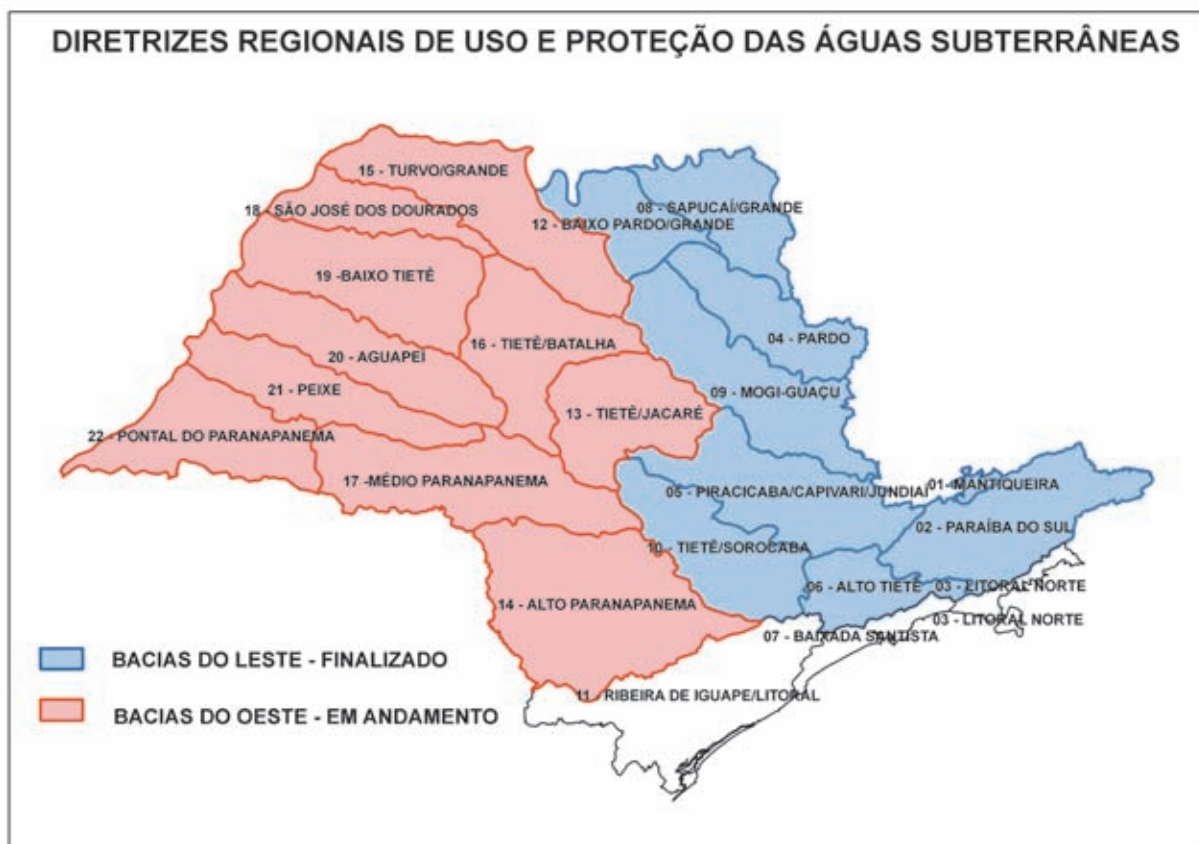 DIRETRIZES REGIONAIS DE USO E PROTEÇÃO DAS ÁGUAS SUBTERRÂNEAS
15 - TURVO/GRANDE
18 - SÃO JOSÉ DOS DOURADOS
08 - SAPUCAÍ/GRANDE
12 - BAIXO PARDO/GRANDE
19 -BAIXO TIETÊ
16 - TIETÊ/BATALHA
04 - PARDO
20 - AGUAPEÍ
21 - PEIXE
09 - MOGI-GUAÇU
13 - TIETÊ/JACARÉ
22 - PONTAL DO PARANAPANEMA
17 -MÉDIO PARANAPANEMA
05 - PIRACICABA/CAPIVARI/JUNDIAÍ
01- MANTIQUEIRA
02 - PARAÍBA DO SUL
10 - TIETÊ/SOROCABA
06 - ALTO TIETÊ
03 - LITORAL NORTE
14 - ALTO PARANAPANEMA
03 - LITORAL NORTE
07 - BAIXADA SANTISTA
BACIAS DO LESTE - FINALIZADO
11 - RIBEIRA DE IGUAPE/LITORAL
BACIAS DO OESTE - EM ANDAMENTO